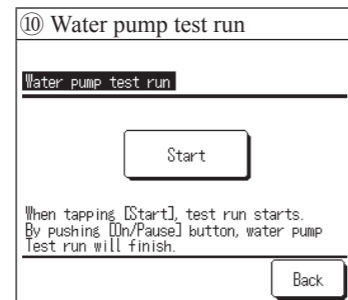 ⑩ Water pump test run
Water pump test run
Start
When tapping [Start], test run starts.
By pushing [On/Pause] button, water pump
Test run will finish.
Back